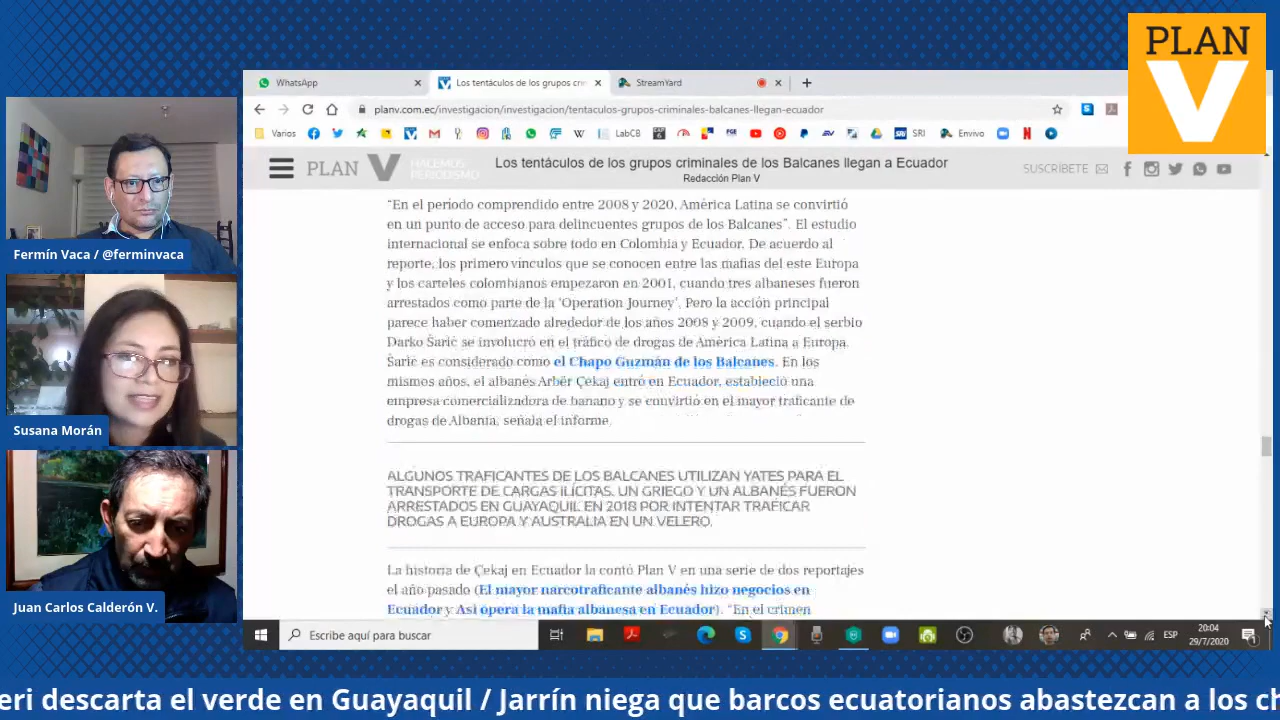 PLAN
V
WhatsApp
Los tentáculos de los grupos crin
StreamYard
planv.com.ec/investigacion/investigacion/tentaculos-grupos-criminales-balcanes-llegan-ecuador
Varios
LabCB
SRI
Envivo
PLAN V HACEMOS PERIODISMO
Los tentáculos de los grupos criminales de los Balcanes llegan a Ecuador
Redacción Plan V
SUSCRÍBETE
"En el periodo comprendido entre 2008 y 2020, América Latina se convirtió
en un punto de acceso para delincuentes grupos de los Balcanes". El estudio
internacional se enfoca sobre todo en Colombia y Ecuador. De acuerdo al
reporte, los primero vínculos que se conocen entre las mafias del este Europa
y los carteles colombianos empezaron en 2001, cuando tres albaneses fueron
arrestados como parte de la 'Operation Journey'. Pero la acción principal
parece haber comenzado alrededor de los años 2008 y 2009, cuando el serbio
Darko Šarić se involucró en el tráfico de drogas de América Latina a Europa.
Šarić es considerado como el Chapo Guzmán de los Balcanes. En los
mismos años, el albanés Arbër Çekaj entró en Ecuador, estableció una
empresa comercializadora de banano y se convirtió en el mayor traficante de
drogas de Albania, señala el informe.
ALGUNOS TRAFICANTES DE LOS BALCANES UTILIZAN YATES PARA EL
TRANSPORTE DE CARGAS ILÍCITAS. UN GRIEGO Y UN ALBANÉS FUERON
ARRESTADOS EN GUAYAQUIL EN 2018 POR INTENTAR TRAFICAR
DROGAS A EUROPA Y AUSTRALIA EN UN VELERO.
La historia de Çekaj en Ecuador la contó Plan V en una serie de dos reportajes
el año pasado (El mayor narcotraficante albanés hizo negocios en
Ecuador y Así opera la mafia albanesa en Ecuador). "En el crimen
Fermín Vaca / @ferminvaca
Susana Morán
Juan Carlos Calderón V.
Escribe aquí para buscar
ESP
20:04
29/7/2020
eri descarta el verde en Guayaquil / Jarrín niega que barcos ecuatorianos abastezcan a los ch